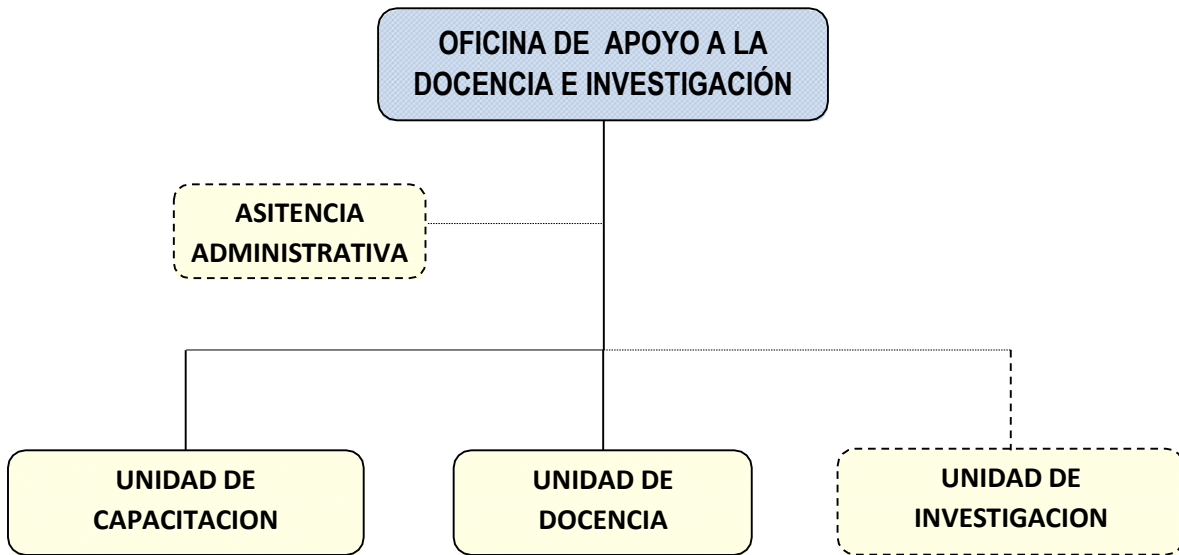 OFICINA DE APOYO A LA
DOCENCIA E INVESTIGACIÓN
ASITENCIA
ADMINISTRATIVA
UNIDAD DE
CAPACITACION
UNIDAD DE
DOCENCIA
UNIDAD DE
INVESTIGACION